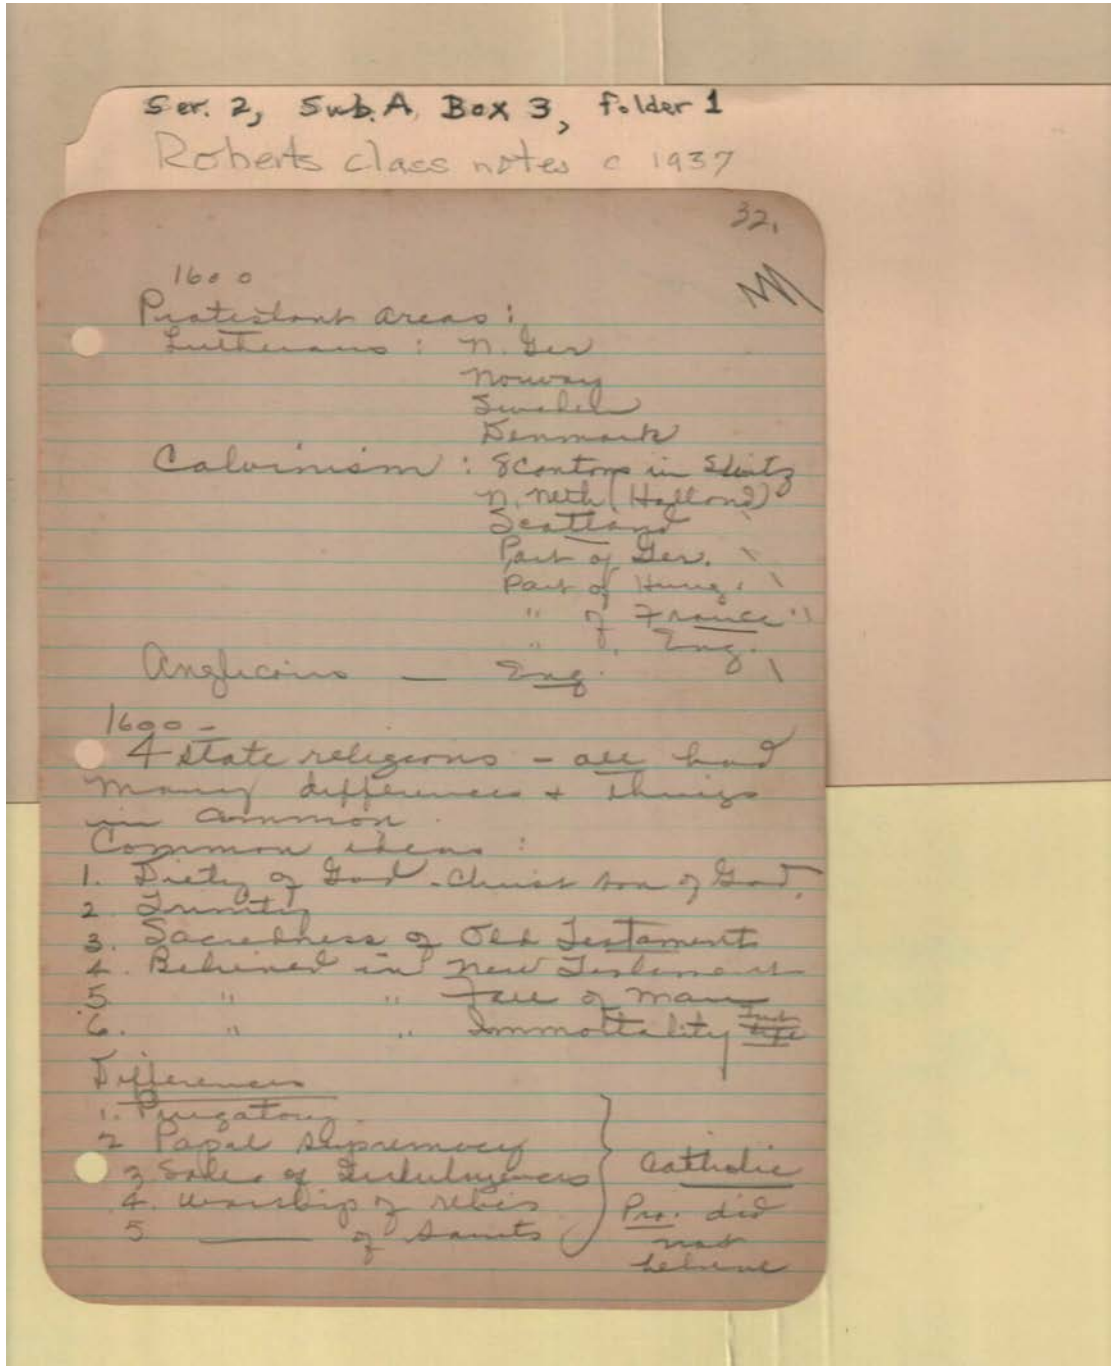 Ser. 2, Sub. A, Box 3, folder 1
Roberts class notes c 1937
32.
1600
Protestant areas:
Lutherans : N. Ger
Norway
Sweden
Denmark
Calvinism : 8 Cantons in
N. Neth (Holland)
Scotland
Part of Ger.
Part of Hung.
" of France
" " Eng.
Anglicans — Eng.
1600 -
4 state religions - all had
many differences + things
in common.
Common ideas :
1. Diety of God - Christ son of God.
2. Trinity
3. Sacredness of Old Testament
4. Believed in New Testament
5 " " Fall of Man
6. " " Immortality
Differences
1. Purgatory
2 Papal Supremacy
3 Sales of Indulgences
4. Worship of relics
5 —— of Saints
Catholic
Pro. did
not
believe